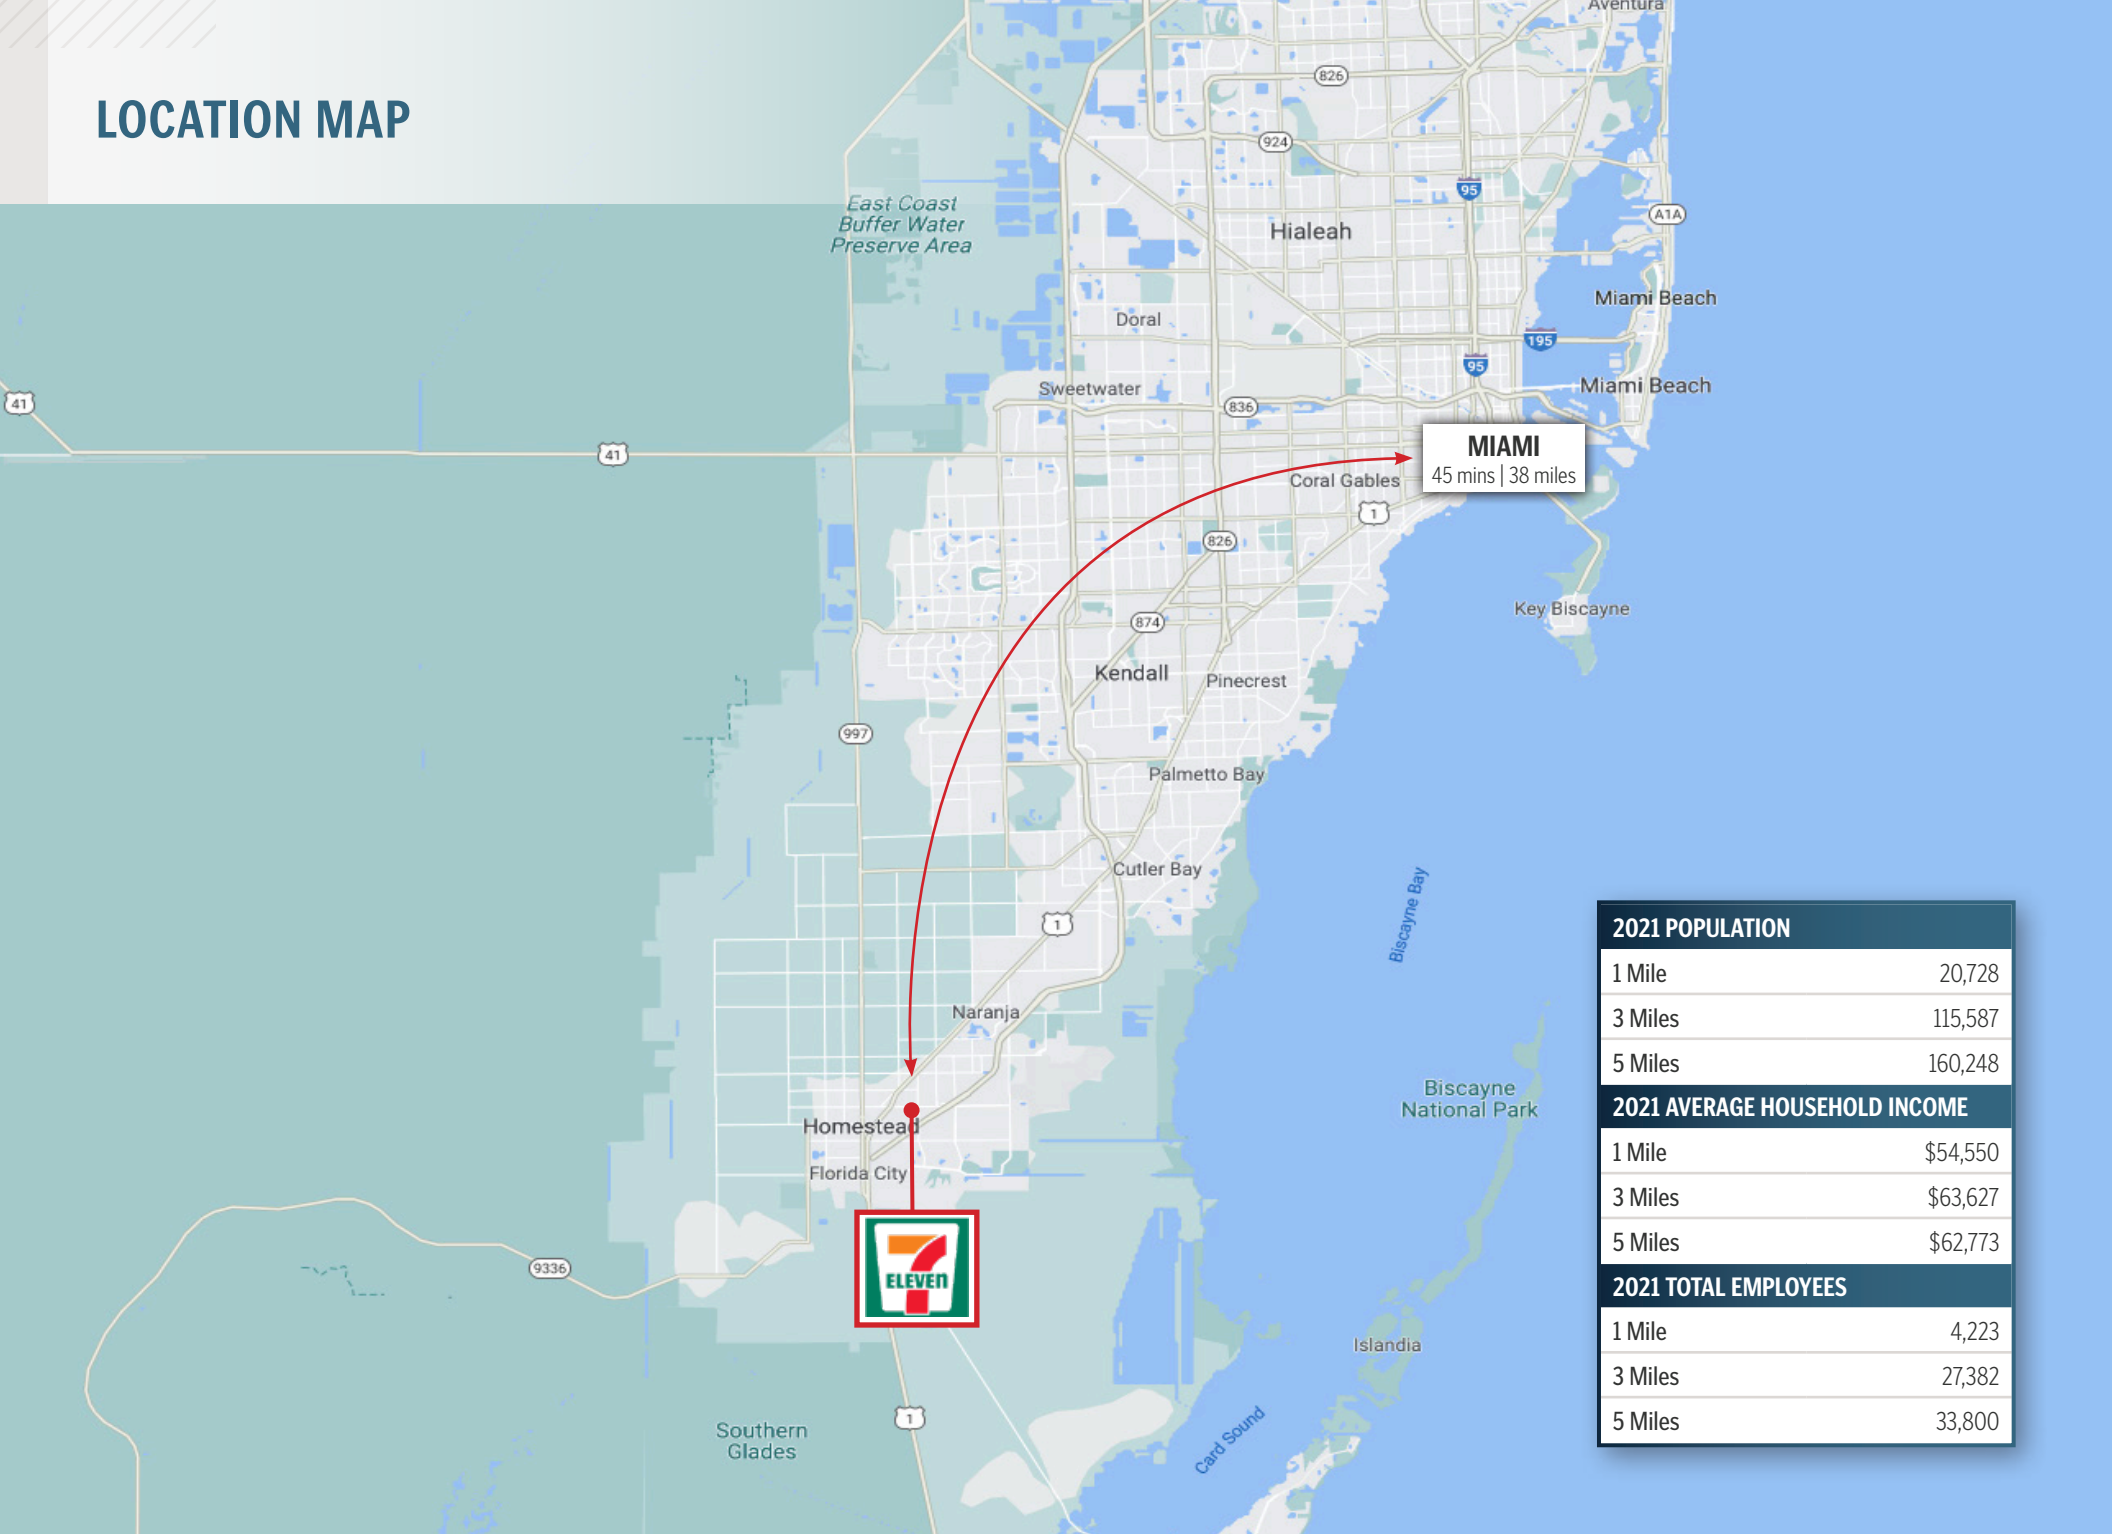 LOCATION MAP
Aventura
826
924
95
East Coast
Buffer Water
Preserve Area
A1A
Hialeah
Miami Beach
Doral
195
95
Sweetwater
Miami Beach
41
836
41
MIAMI
45 mins | 38 miles
Coral Gables
1
826
Key Biscayne
874
Kendall
Pinecrest
997
Palmetto Bay
Cutler Bay
Biscayne Bay
1
Naranja
Biscayne
National Park
Homestead
Florida City
7
ELEVEn
9336
Islandia
1
Southern
Glades
Card Sound
2021 POPULATION
1 Mile 20,728
3 Miles 115,587
5 Miles 160,248
2021 AVERAGE HOUSEHOLD INCOME
1 Mile $54,550
3 Miles $63,627
5 Miles $62,773
2021 TOTAL EMPLOYEES
1 Mile 4,223
3 Miles 27,382
5 Miles 33,800